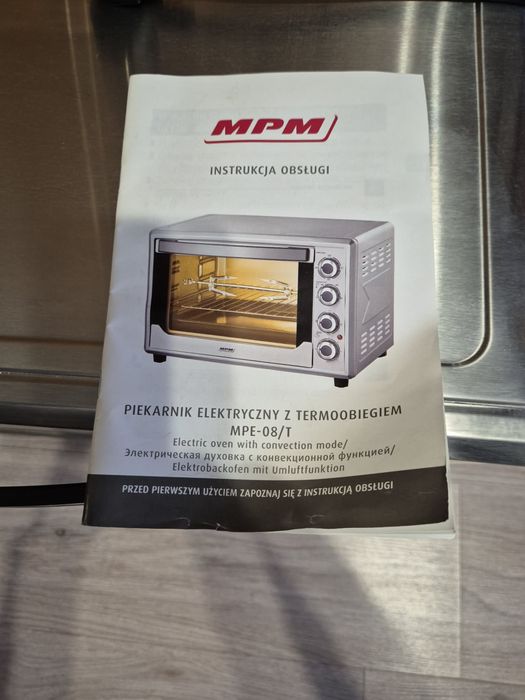 MPM
INSTRUKCJA OBSŁUGI
MPM
PIEKARNIK ELEKTRYCZNY Z TERMOOBIEGIEM
MPE-08/T
Electric oven with convection mode/
Электрическая духовка с конвекционной функцией/
Elektrobackofen mit Umluftfunktion
PRZED PIERWSZYM UŻYCIEM ZAPOZNAJ SIĘ Z INSTRUKCJĄ OBSŁUGI